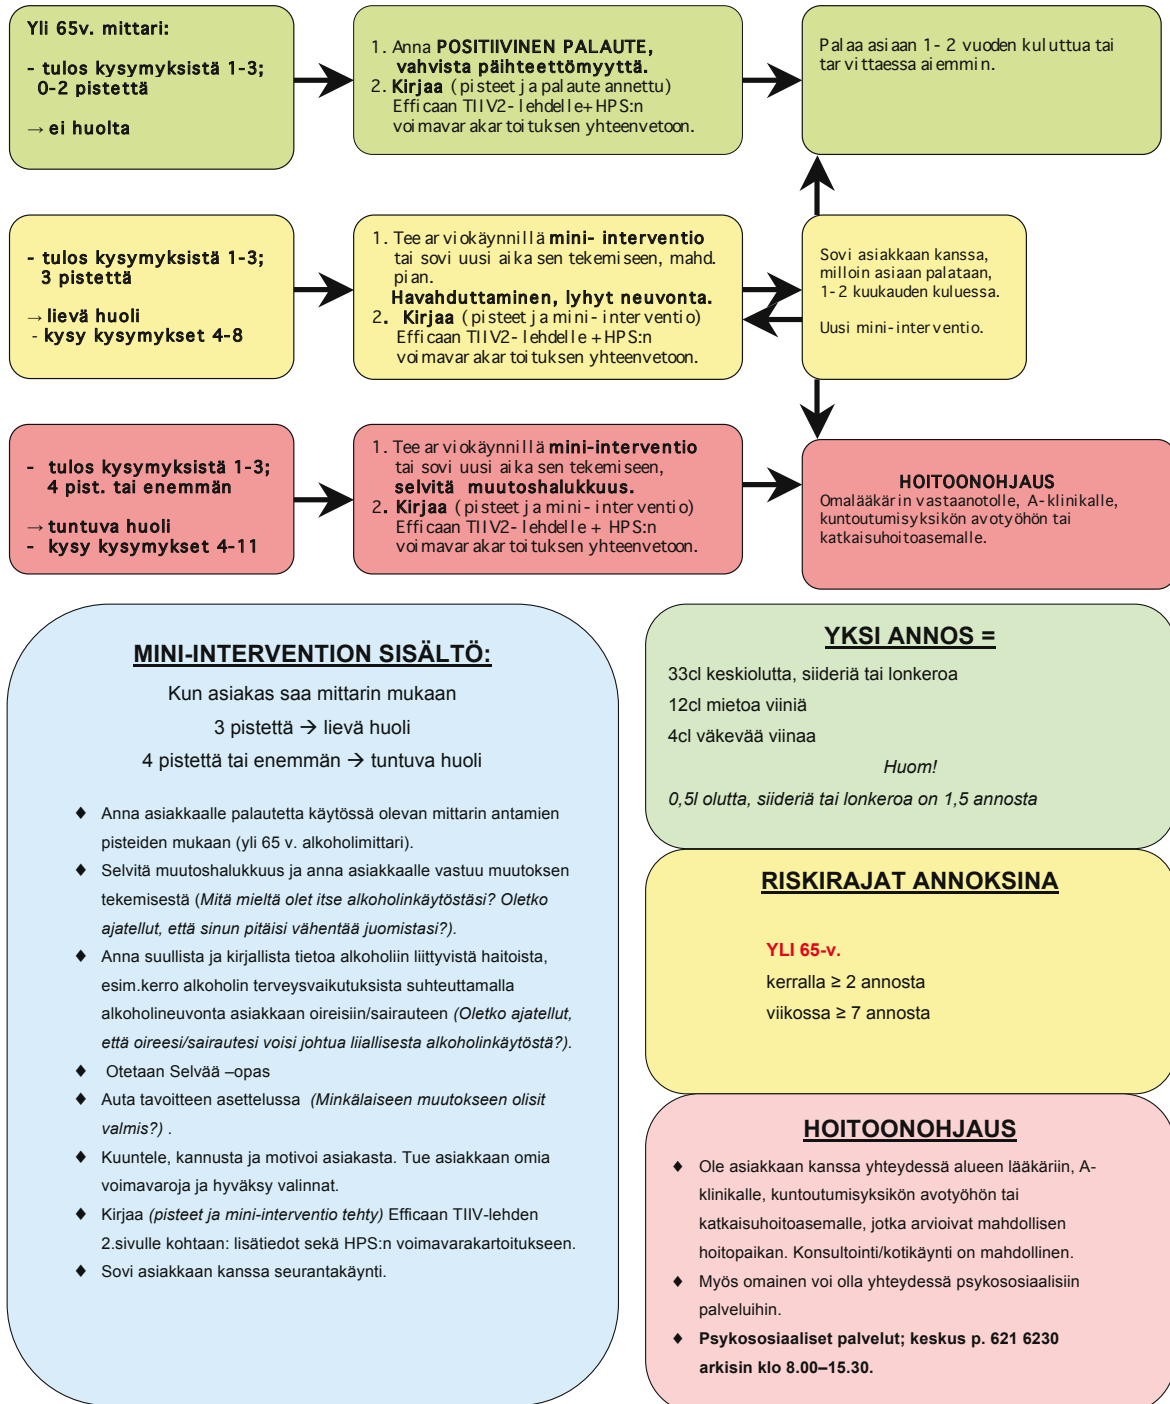 Yli 65v. mittari:
- tulos kysymyksistä 1-3;
0-2 pistettä
→ ei huolta
1. Anna POSITIIVINEN PALAUTE,
vahvista päihteettömyyttä.
2. Kirjaa (pisteet ja palaute annettu)
Efficaan TIIV2- lehdelle+HPS:n
voimavarakartoituksen yhteenvetoon.
Palaa asiaan 1- 2 vuoden kuluttua tai
tarvittaessa aiemmin.
- tulos kysymyksistä 1-3;
3 pistettä
→ lievä huoli
- kysy kysymykset 4-8
1. Tee arviokäynnillä mini- interventio
tai sovi uusi aika sen tekemiseen, mahd.
pian.
Havahduttaminen, lyhyt neuvonta.
2. Kirjaa (pisteet ja mini- interventio)
Efficaan TIIV2- lehdelle +HPS:n
voimavarakartoituksen yhteenvetoon.
Sovi asiakkaan kanssa,
milloin asiaan palataan,
1-2 kuukauden kuluessa.
Uusi mini-interventio.
- tulos kysymyksistä 1-3;
4 pist. tai enemmän
→ tuntuva huoli
- kysy kysymykset 4-11
1. Tee arviokäynnillä mini-interventio
tai sovi uusi aika sen tekemiseen,
selvitä muutoshalukkuus.
2. Kirjaa (pisteet ja mini- interventio)
Efficaan TIIV2- lehdelle + HPS:n
voimavarakartoituksen yhteenvetoon.
HOITOONOHJAUS
Omalääkärin vastaanotolle, A-klinikalle,
kuntoutumisyksikön avotyöhön tai
katkaisuhoitoasemalle.
MINI-INTERVENTION SISÄLTÖ:
Kun asiakas saa mittarin mukaan
3 pistettä → lievä huoli
4 pistettä tai enemmän → tuntuva huoli
♦ Anna asiakkaalle palautetta käytössä olevan mittarin antamien
pisteiden mukaan (yli 65 v. alkoholimittari).
♦ Selvitä muutoshalukkuus ja anna asiakkaalle vastuu muutoksen
tekemisestä (Mitä mieltä olet itse alkoholinkäytöstäsi? Oletko
ajatellut, että sinun pitäisi vähentää juomistasi?).
♦ Anna suullista ja kirjallista tietoa alkoholiin liittyvistä haitoista,
esim.kerro alkoholin terveysvaikutuksista suhteuttamalla
alkoholineuvonta asiakkaan oireisiin/sairauteen (Oletko ajatellut,
että oireesi/sairautesi voisi johtua liiallisesta alkoholinkäytöstä?).
♦ Otetaan Selvää –opas
♦ Auta tavoitteen asettelussa (Minkälaiseen muutokseen olisit
valmis?) .
♦ Kuuntele, kannusta ja motivoi asiakasta. Tue asiakkaan omia
voimavaroja ja hyväksy valinnat.
♦ Kirjaa (pisteet ja mini-interventio tehty) Efficaan TIIV-lehden
2.sivulle kohtaan: lisätiedot sekä HPS:n voimavarakartoitukseen.
♦ Sovi asiakkaan kanssa seurantakäynti.
YKSI ANNOS =
33cl keskiolutta, siideriä tai lonkeroa
12cl mietoa viiniä
4cl väkevää viinaa
Huom!
0,5l olutta, siideriä tai lonkeroa on 1,5 annosta
RISKIRAJAT ANNOKSINA
YLI 65-v.
kerralla ≥ 2 annosta
viikossa ≥ 7 annosta
HOITOONOHJAUS
♦ Ole asiakkaan kanssa yhteydessä alueen lääkäriin, A-
klinikalle, kuntoutumisyksikön avotyöhön tai
katkaisuhoitoasemalle, jotka arvioivat mahdollisen
hoitopaikan. Konsultointi/kotikäynti on mahdollinen.
♦ Myös omainen voi olla yhteydessä psykososiaalisiin
palveluihin.
♦ Psykososiaaliset palvelut; keskus p. 621 6230
arkisin klo 8.00–15.30.